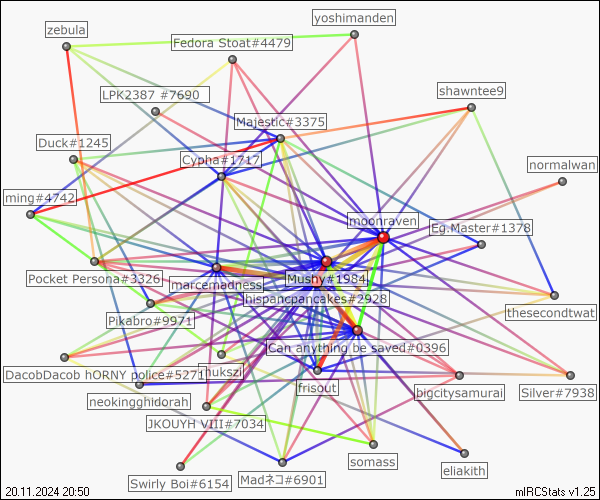 yoshimanden
zebula
Fedora Stoat#4479
shawntee9
LPK2387 #7690
Majestic#3375
Duck#1245
Cypha#1717
normalwan
ming#4742
moonraven
Eg.Master#1378
Pocket Persona#3326
Mushy#1984
marcemadness
hispancpancakes#2928
thesecondtwat
Pikabro#9971
Can anything be saved#0396
DacobDacob hORNY police#5271
hukszi
frisout
bigcitysamurai
Silver#7938
neokingghidorah
JKOUYH VIII#7034
somass
eliakith
Swirly Boi#6154
Madネコ#6901
20.11.2024 20:50
mIRCStats v1.25